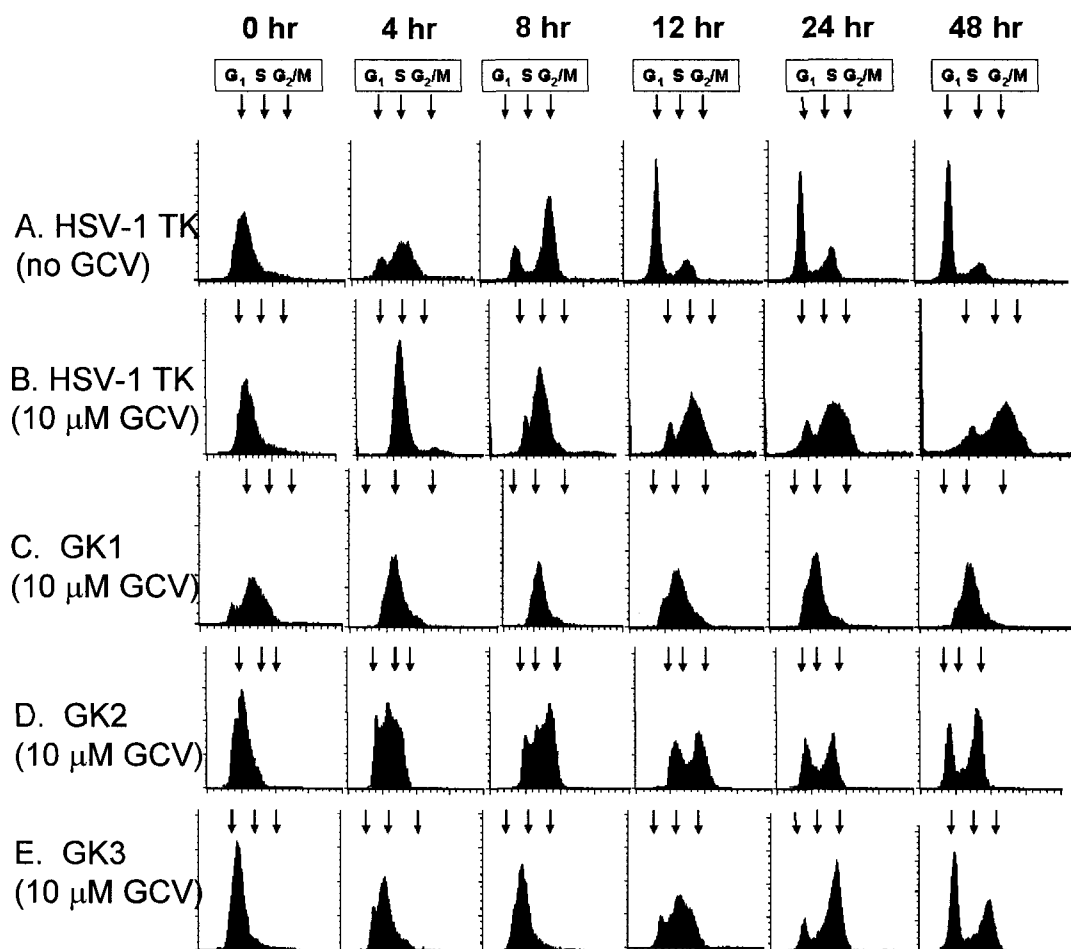 0 hr 4 hr 8 hr 12 hr 24 hr 48 hr
G₁ S G₂/M G₁ S G₂/M G₁ S G₂/M G₁ S G₂/M G₁ S G₂/M G₁ S G₂/M
A. HSV-1 TK
(no GCV)
B. HSV-1 TK
(10 μM GCV)
C. GK1
(10 μM GCV)
D. GK2
(10 μM GCV)
E. GK3
(10 μM GCV)